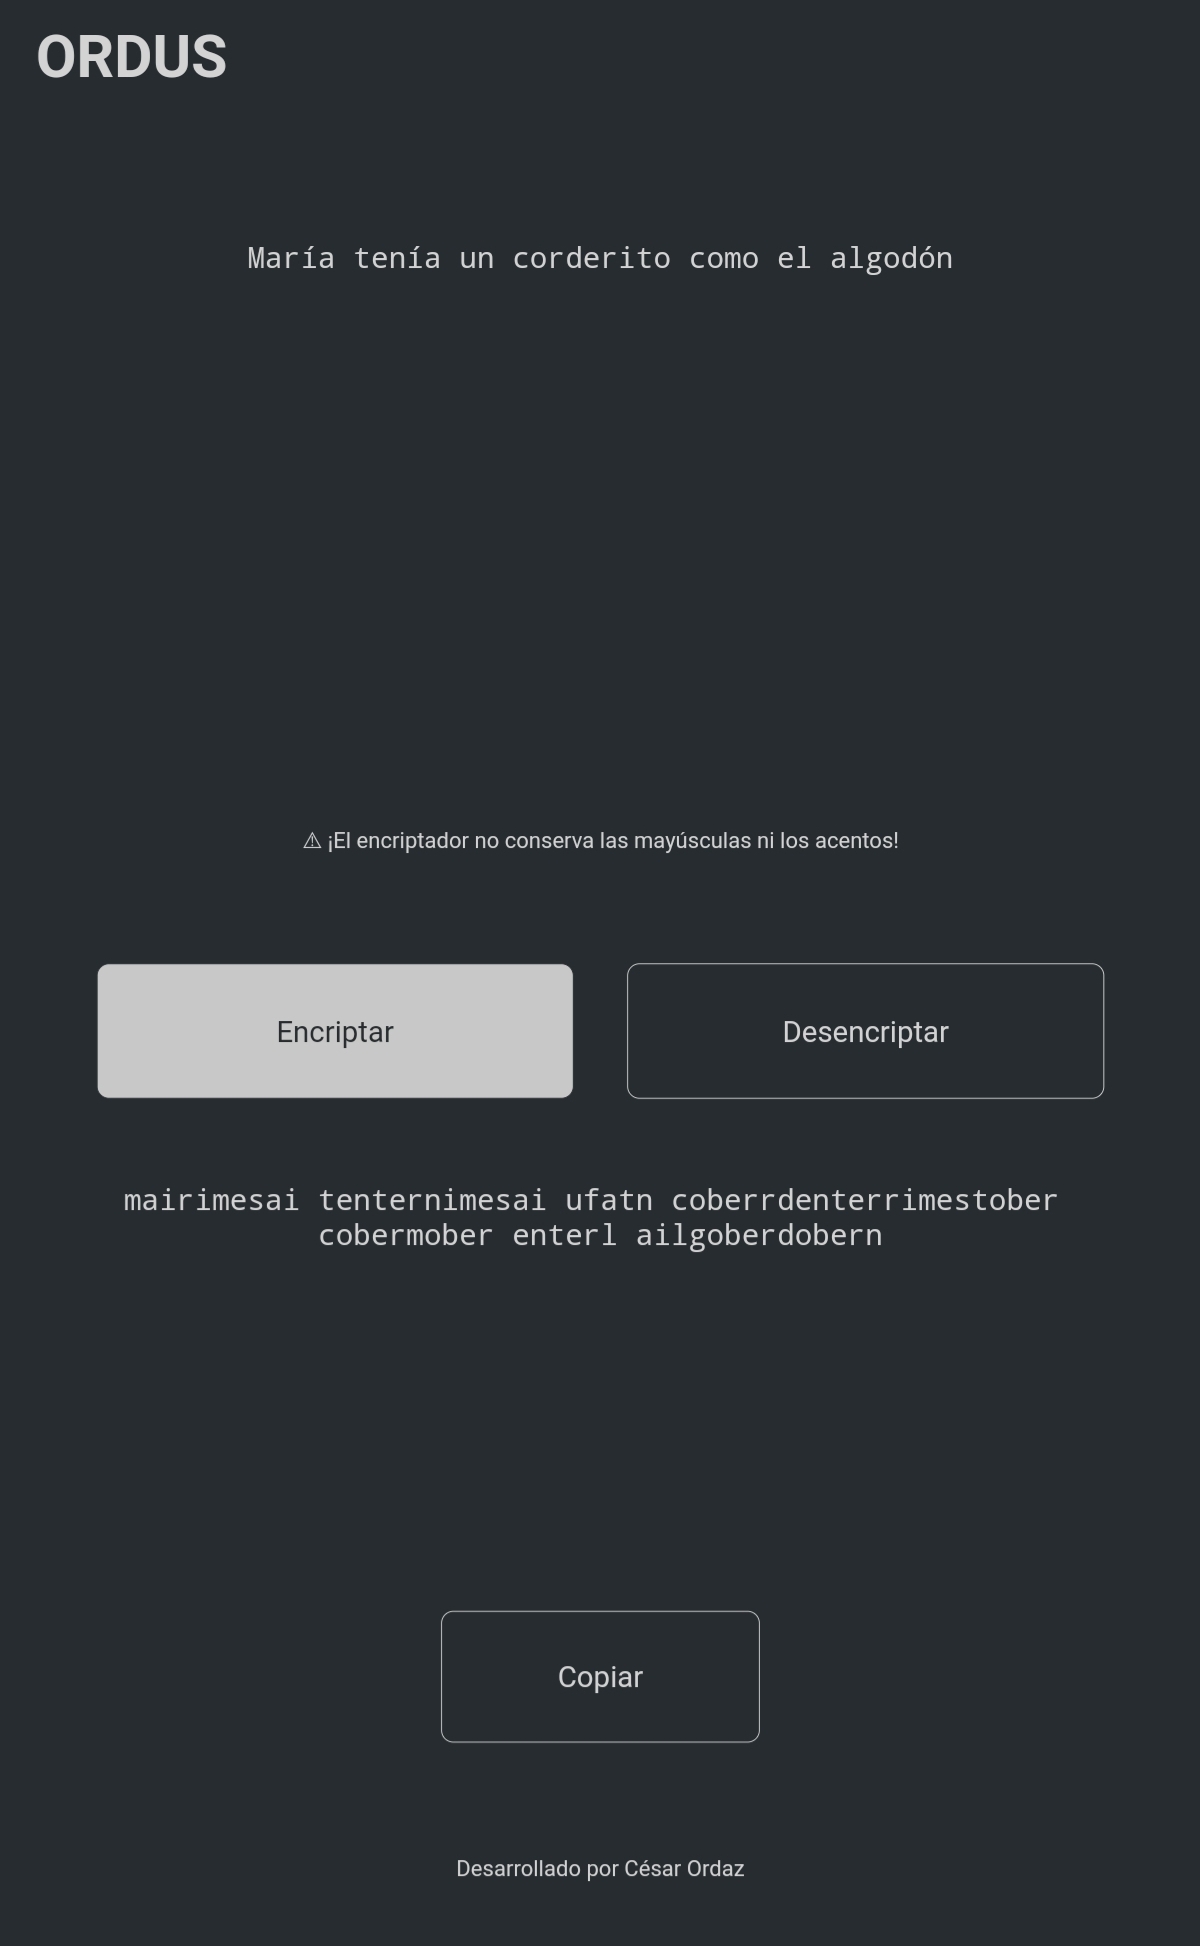 ORDUS
María tenía un corderito como el algodón
⚠ ¡El encriptador no conserva las mayúsculas ni los acentos!
Encriptar
Desencriptar
mairimesai tenternimesai ufatn coberrdenterrimestober
cobermober enterl ailgoberdobern
Copiar
Desarrollado por César Ordaz